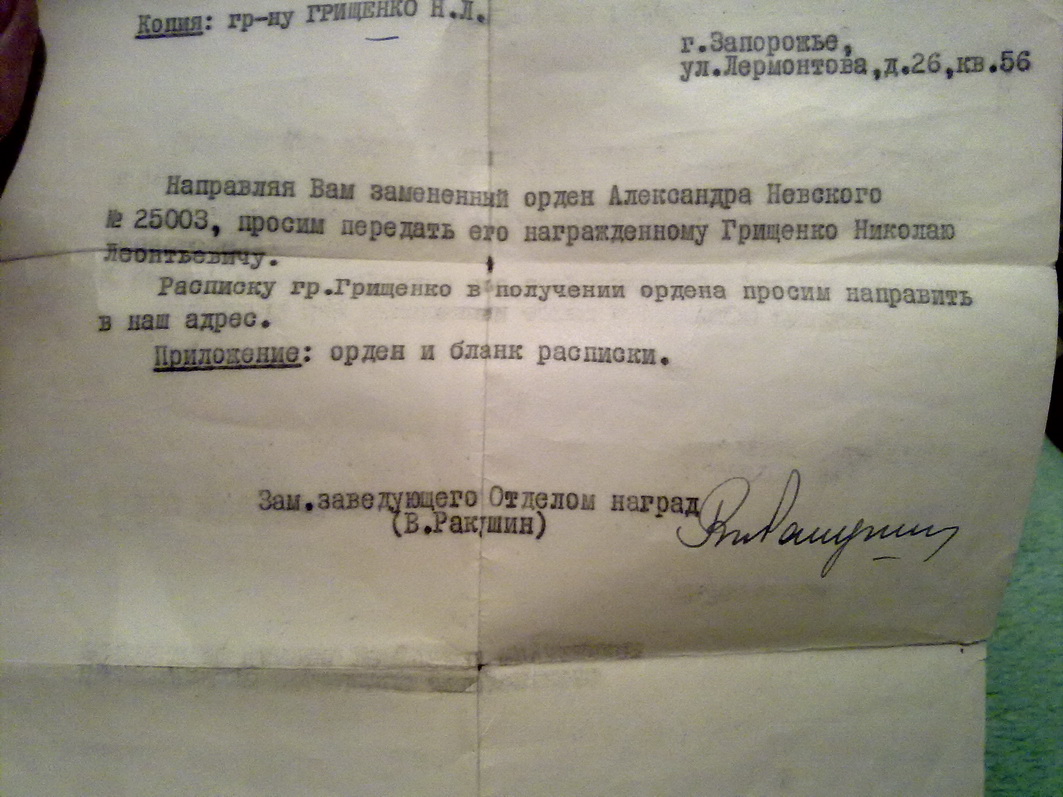 Копия: гр-ну ГРИЩЕНКО Н.Л.
г.Запорожье,
ул.Лермонтова,д.26,кв.56
Направляя Вам замененный орден Александра Невского
№ 25003, просим передать его награжденному Грищенко Николаю
Леонтьевичу.
Расписку гр.Грищенко в получении ордена просим направить
в наш адрес.
Приложение: орден и бланк расписки.
Зам.заведующего Отделом наград
(В.Ракшин)